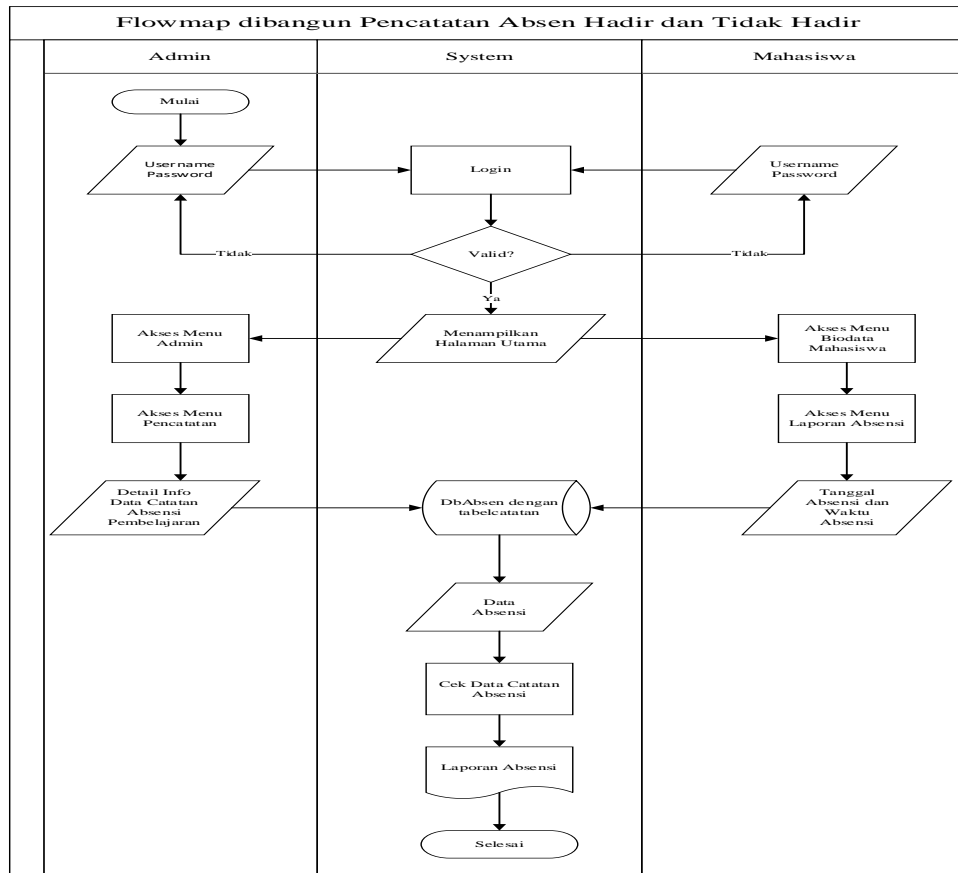 Flowmap dibangun Pencatatan Absen Hadir dan Tidak Hadir
Admin
System
Mahasiswa
Mulai
Username
Password
Login
Username
Password
Valid?
Tidak
Tidak
Ya
Akses Menu
Admin
Menampilkan
Halaman Utama
Akses Menu
Biodata
Mahasiswa
Akses Menu
Pencatatan
Akses Menu
Laporan Absensi
Detail Info
Data Catatan
Absensi
Pembelajaran
DbAbsen dengan
tabelcatatan
Tanggal
Absensi dan
Waktu
Absensi
Data
Absensi
Cek Data Catatan
Absensi
Laporan Absensi
Selesai